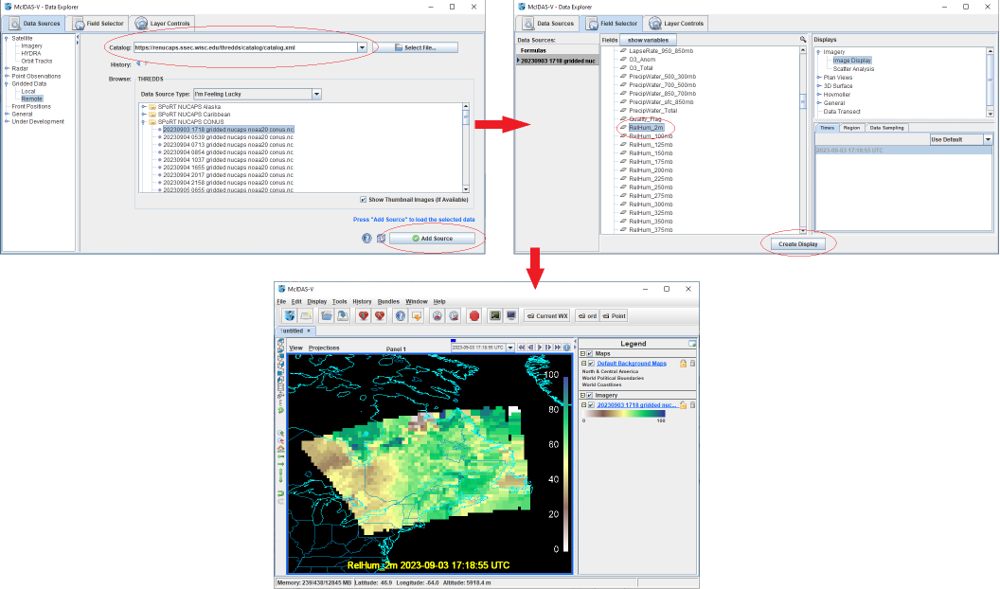 McIDAS-V - Data Explorer
Data Sources
Field Selector
Layer Controls
Satellite
Imagery
HYDRA
Orbit Tracks
Radar
Point Observations
Gridded Data
Local
Remote
Front Positions
General
Under Development
Catalog: https://renucaps.ssec.wisc.edu/thredds/catalog/catalog.xml
Select File...
History:
Browse: THREDDS
Data Source Type: I'm Feeling Lucky
SPoRT NUCAPS Alaska
SPoRT NUCAPS Caribbean
SPoRT NUCAPS CONUS
20230903 1718 gridded nucaps noaa20 conus.nc
20230904 0539 gridded nucaps noaa20 conus.nc
20230904 0713 gridded nucaps noaa20 conus.nc
20230904 0854 gridded nucaps noaa20 conus.nc
20230904 1037 gridded nucaps noaa20 conus.nc
20230904 1655 gridded nucaps noaa20 conus.nc
20230904 2017 gridded nucaps noaa20 conus.nc
20230904 2158 gridded nucaps noaa20 conus.nc
20230905 0655 gridded nucaps noaa20 conus.nc
Show Thumbnail Images (If Available)
Press "Add Source" to load the selected data
Add Source
McIDAS-V - Data Explorer
Data Sources
Field Selector
Layer Controls
Data Sources:
Formulas
20230903 1718 gridded nuc
Fields
show variables
LapseRate_950_850mb
O3_Anom
O3_Total
PrecipWater_500_300mb
PrecipWater_700_500mb
PrecipWater_850_700mb
PrecipWater_sfc_850mb
PrecipWater_Total
Quality_Flag
RelHum_2m
RelHum_100mb
RelHum_125mb
RelHum_150mb
RelHum_175mb
RelHum_200mb
RelHum_225mb
RelHum_250mb
RelHum_275mb
RelHum_300mb
RelHum_325mb
RelHum_350mb
RelHum_375mb
Displays
Imagery
Image Display
Scatter Analysis
Plan Views
3D Surface
Hovmoller
General
Data Transect
Times
Region
Data Sampling
Use Default
2023-09-03 17:18:55 UTC
Create Display
McIDAS-V
File Edit Display Tools History Bundles Window Help
Current WX
ord
Point
untitled
View Projections
Panel 1
2023-09-03 17:18:55 UTC
100
80
60
40
20
0
RelHum_2m 2023-09-03 17:18:55 UTC
Legend
Maps
Default Background Maps
North & Central America
World Political Boundaries
World Coastlines
Imagery
20230903 1718 gridded nuc...
0 100
Memory: 239/438/12845 MB Latitude: 46.9 Longitude: -64.0 Altitude: 5918.4 m